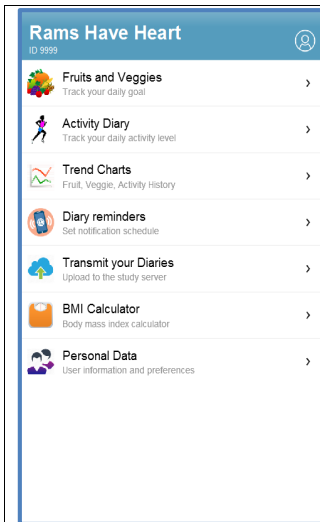 Rams Have Heart
ID 9999
Fruits and Veggies
Track your daily goal
Activity Diary
Track your daily activity level
Trend Charts
Fruit, Veggie, Activity History
Diary reminders
Set notification schedule
Transmit your Diaries
Upload to the study server
BMI Calculator
Body mass index calculator
Personal Data
User information and preferences